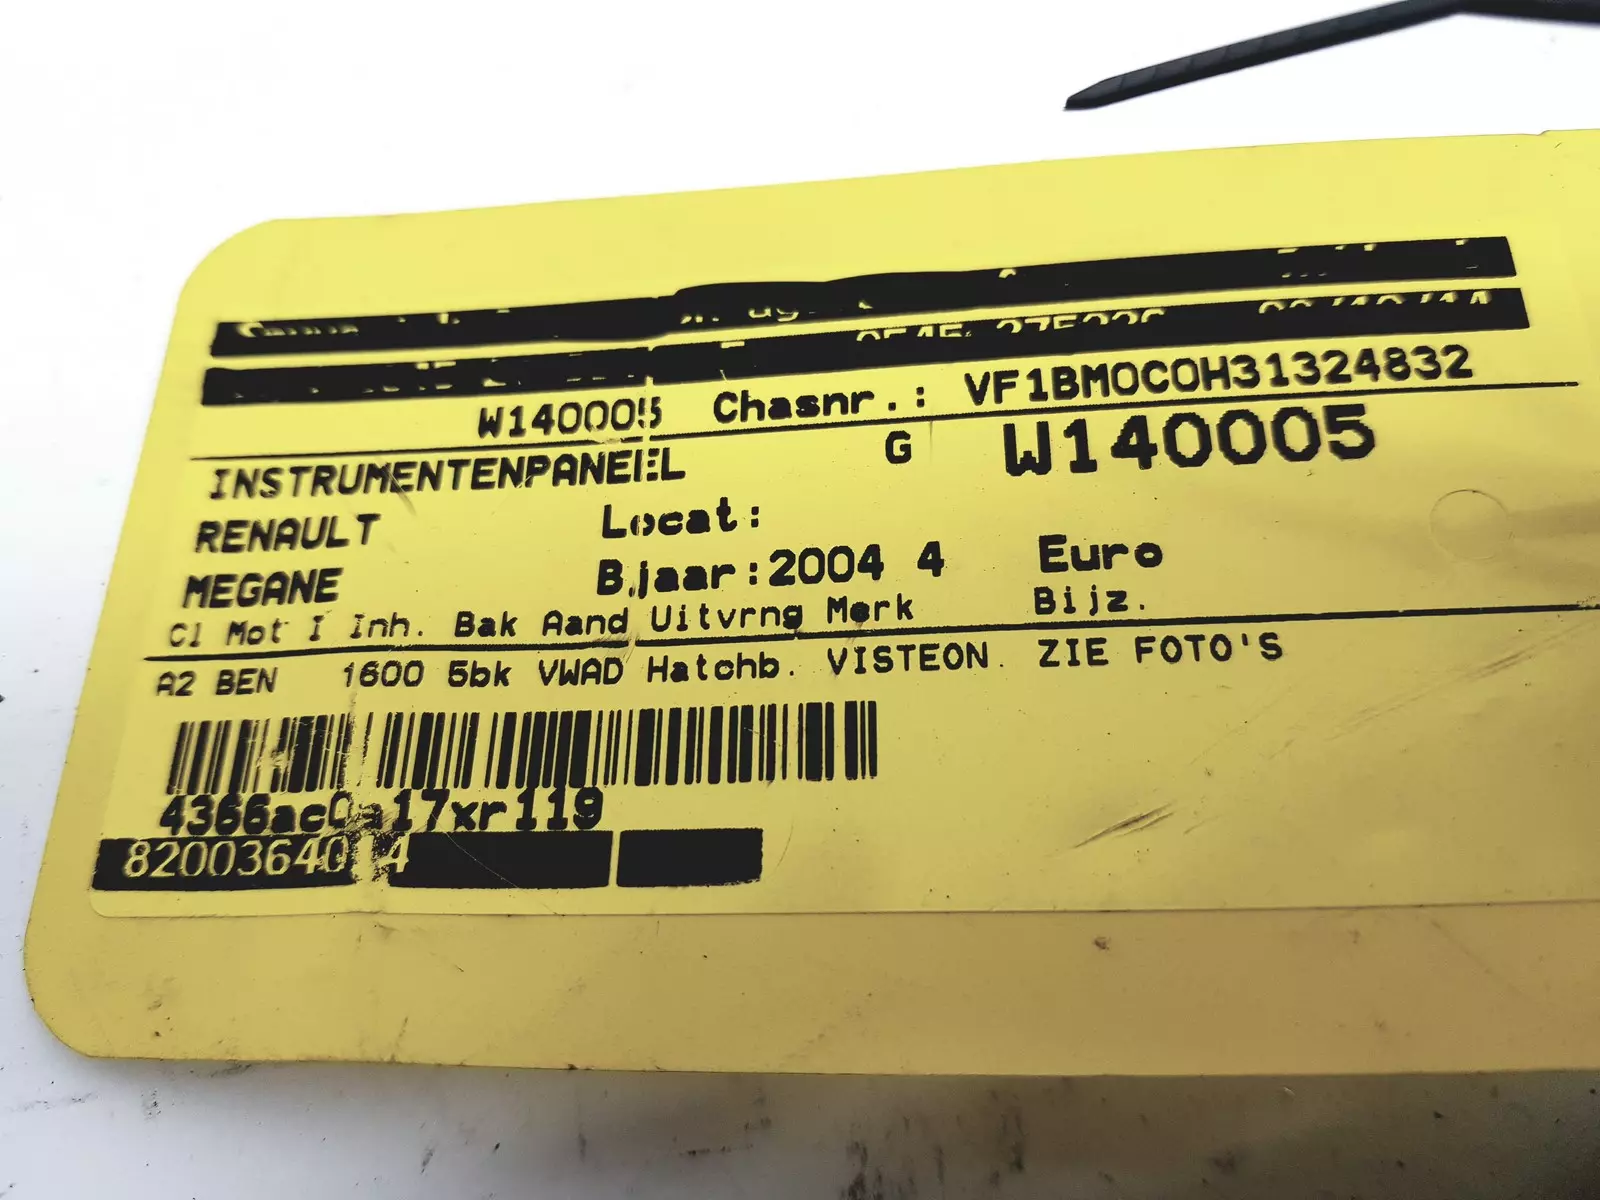 W140005 Chasnr.: VF1BM0C0H31324832
INSTRUMENTENPANEEL G W140005
RENAULT Locat:
MEGANE Bjaar:2004 4 Euro
Cl Mot I Inh. Bak Aand Uitvrng Merk Bijz.
A2 BEN 1600 5bk VWAD Hatchb. VISTEON. ZIE FOTO'S
4366ac0a17xr119